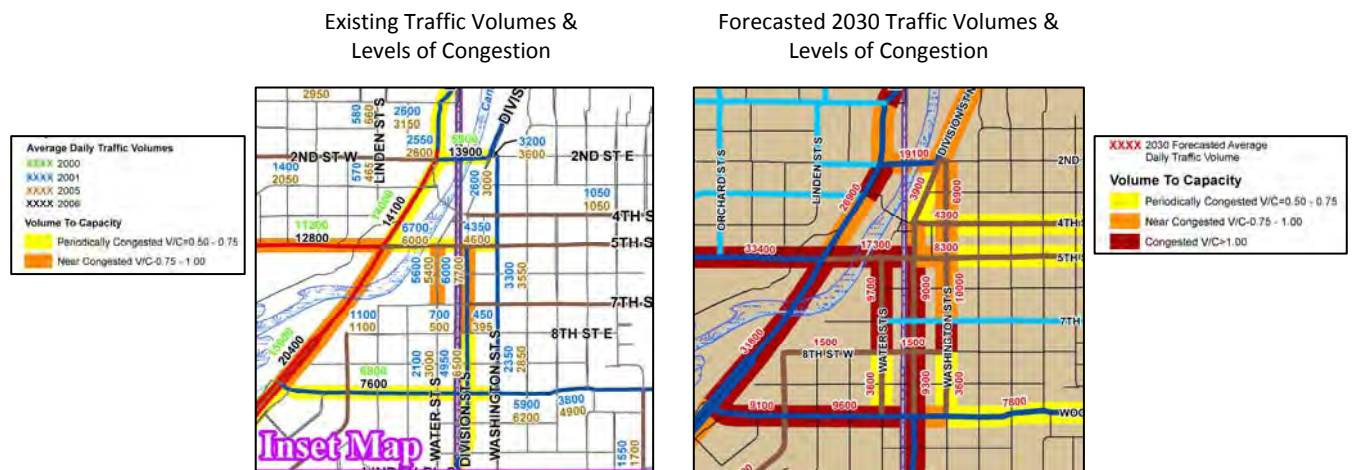 Existing Traffic Volumes &
Levels of Congestion
Forecasted 2030 Traffic Volumes &
Levels of Congestion
Average Daily Traffic Volumes
XXXX 2000
XXXX 2001
XXXX 2005
XXXX 2006
Volume To Capacity
Periodically Congested V/C=0.50 - 0.75
Near Congested V/C-0.75 - 1.00
2950
580
660
2600
3150
LINDEN ST S
2550
2600
13900
DIVIS
3200
3600
2ND ST W
2ND ST E
1400
2050
570
465
2600
3000
1050
1050
14100
4TH S
11200
12800
6700
6000
4350
4600
5TH S
5600
5400
6000
7700
3300
3550
7TH S
1100
1100
700
500
450
395
8TH ST E
20400
2100
3000
4950
6500
2350
2850
6800
7600
WATER ST S
DIVISION ST S
WASHINGTON ST S
5900
6200
3800
4900
1550
1700
Inset Map
XXXX 2030 Forecasted Average
Daily Traffic Volume
Volume To Capacity
Periodically Congested V/C=0.50 - 0.75
Near Congested V/C-0.75 - 1.00
Congested V/C>1.00
ORCHARD ST S
LINDEN ST S
DIVISION ST N
19100
2ND
26900
3900
6900
4300
4TH S
33400
17300
8300
5TH S
9700
9000
10000
7TH
31800
1500
1500
8TH ST W
WATER ST S
WASHINGTON ST S
3600
9300
3600
9100
9600
7800
WOO